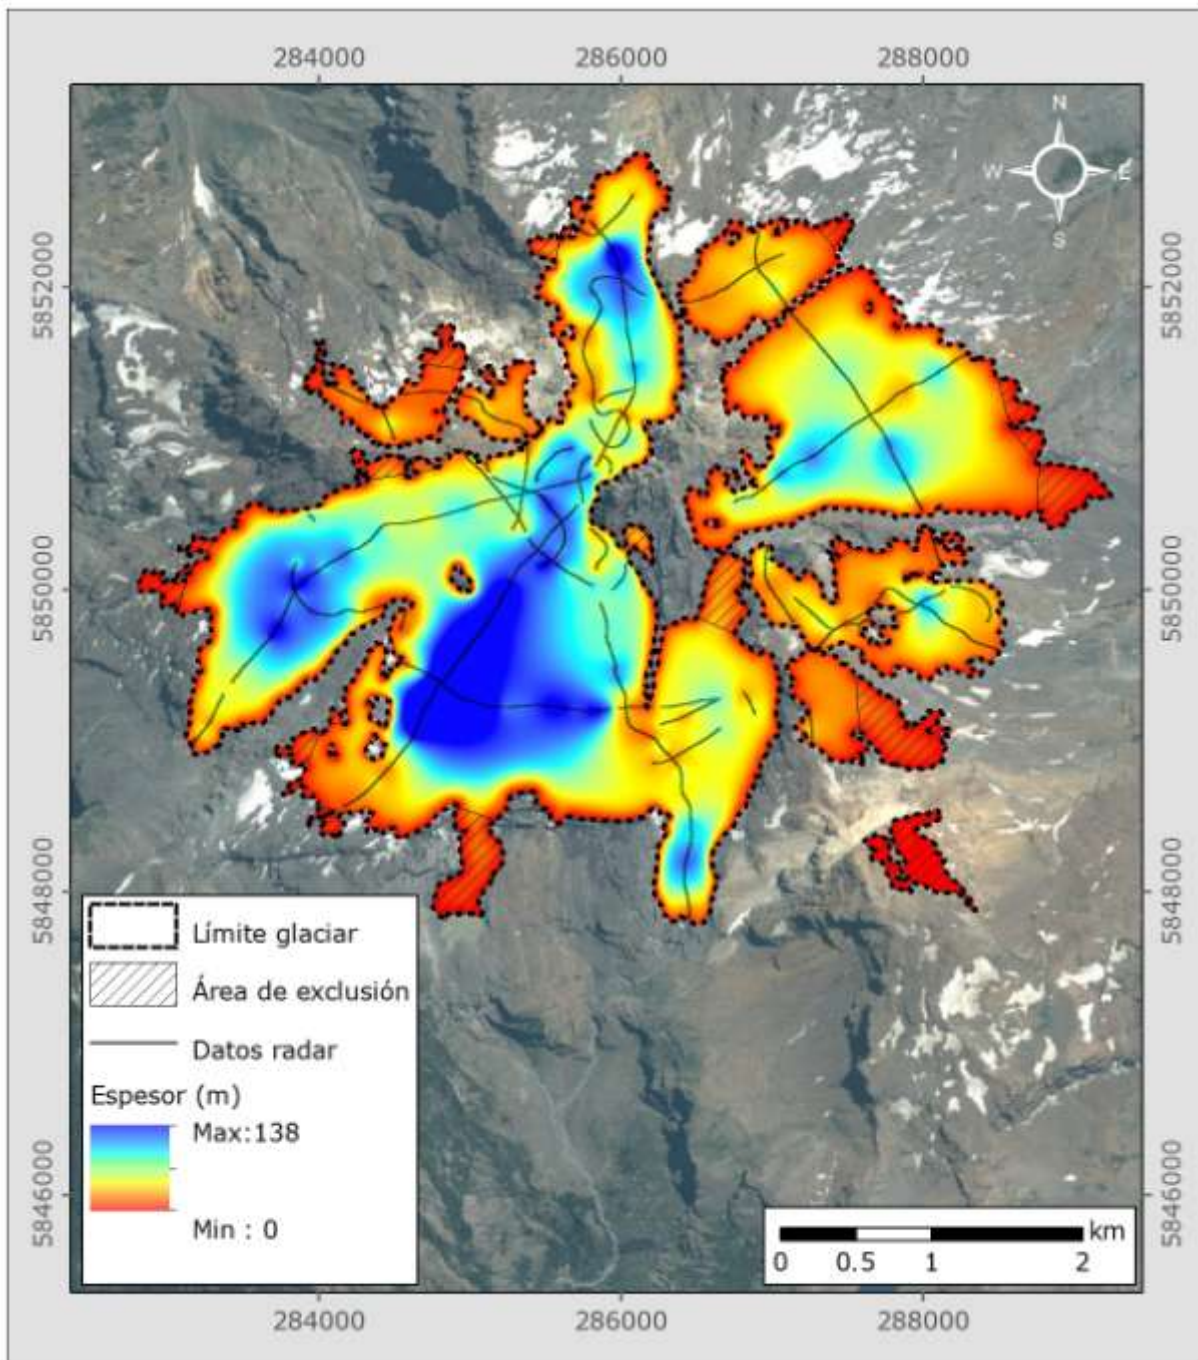 284000 286000 288000
N
W E
S
5852000 5852000
5850000 5850000
5848000 5848000
5846000 5846000
Límite glaciar
Área de exclusión
Datos radar
Espesor (m)
Max:138
Min : 0
km
0 0.5 1 2
284000 286000 288000